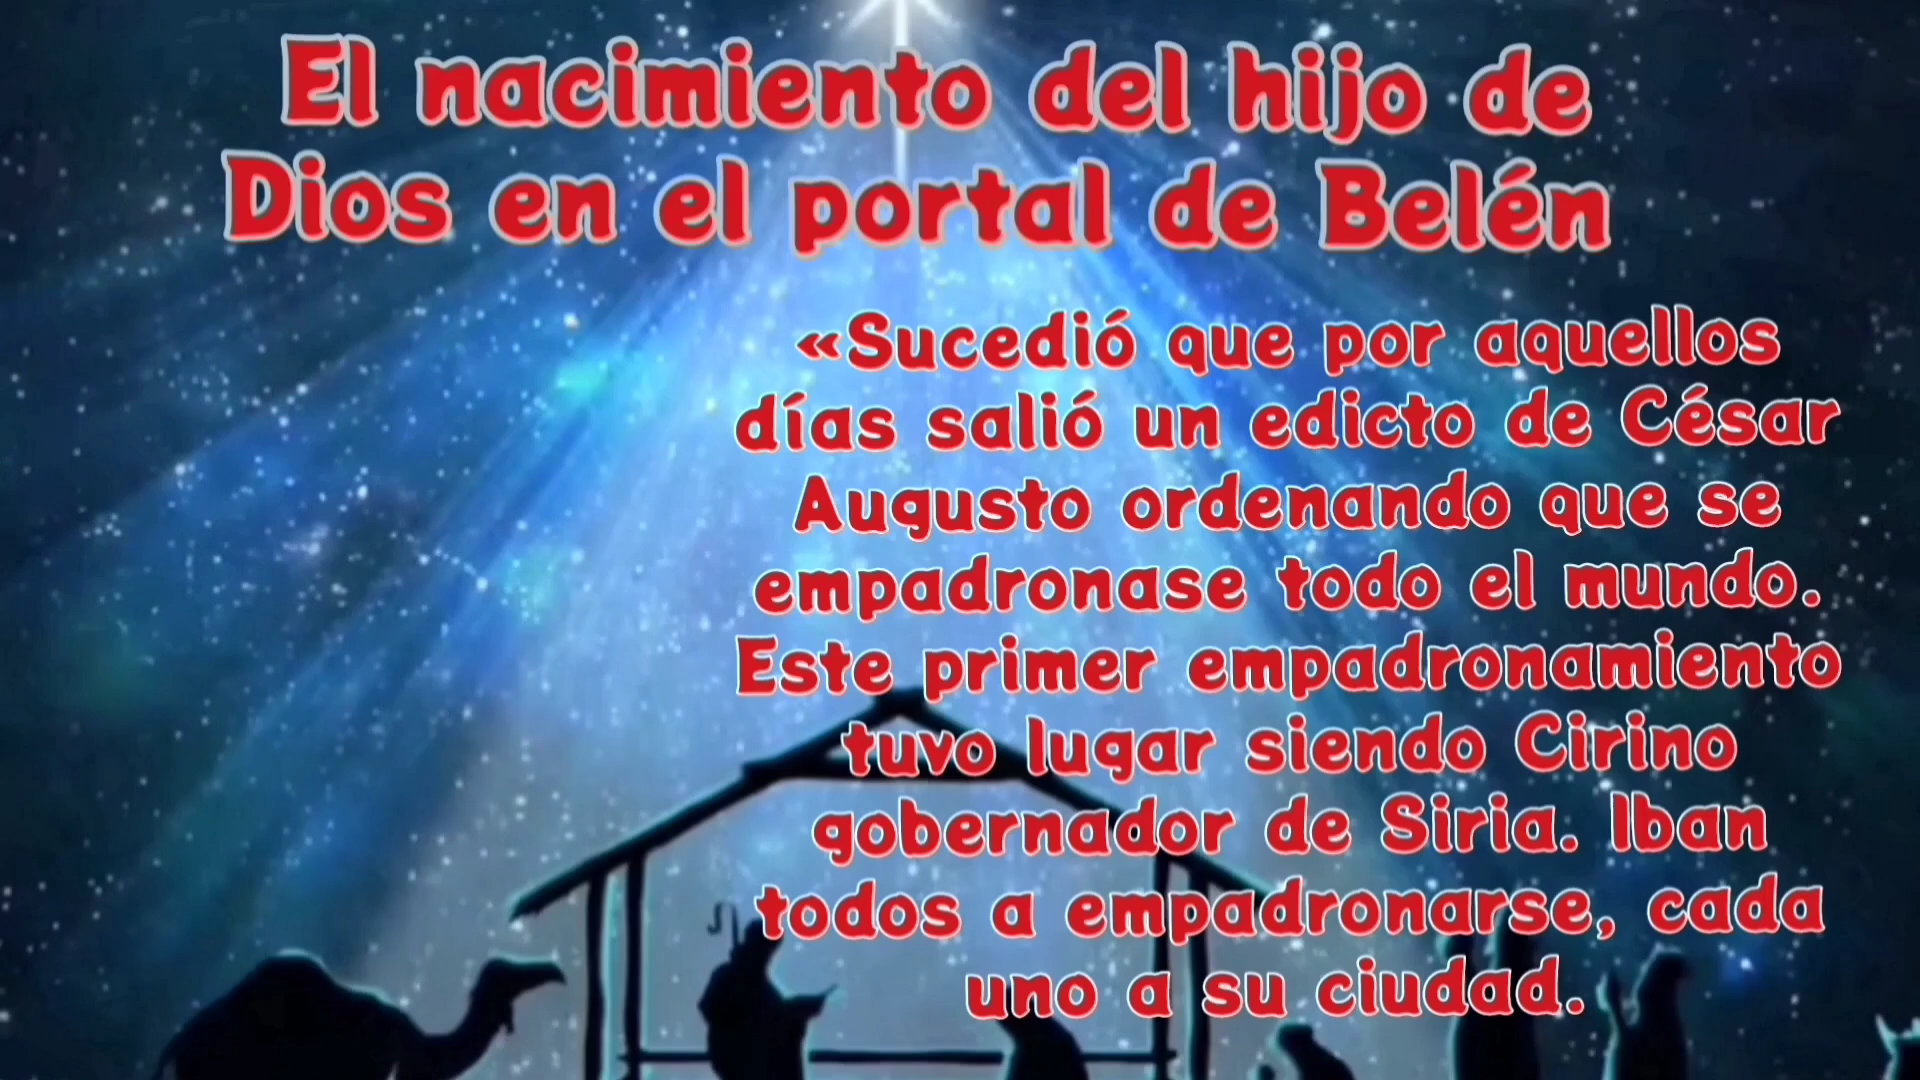 El nacimiento del hijo de
Dios en el portal de Belén
«Sucedió que por aquellos
días salió un edicto de César
Augusto ordenando que se
empadronase todo el mundo.
Este primer empadronamiento
tuvo lugar siendo Cirino
gobernador de Siria. Iban
todos a empadronarse, cada
uno a su ciudad.